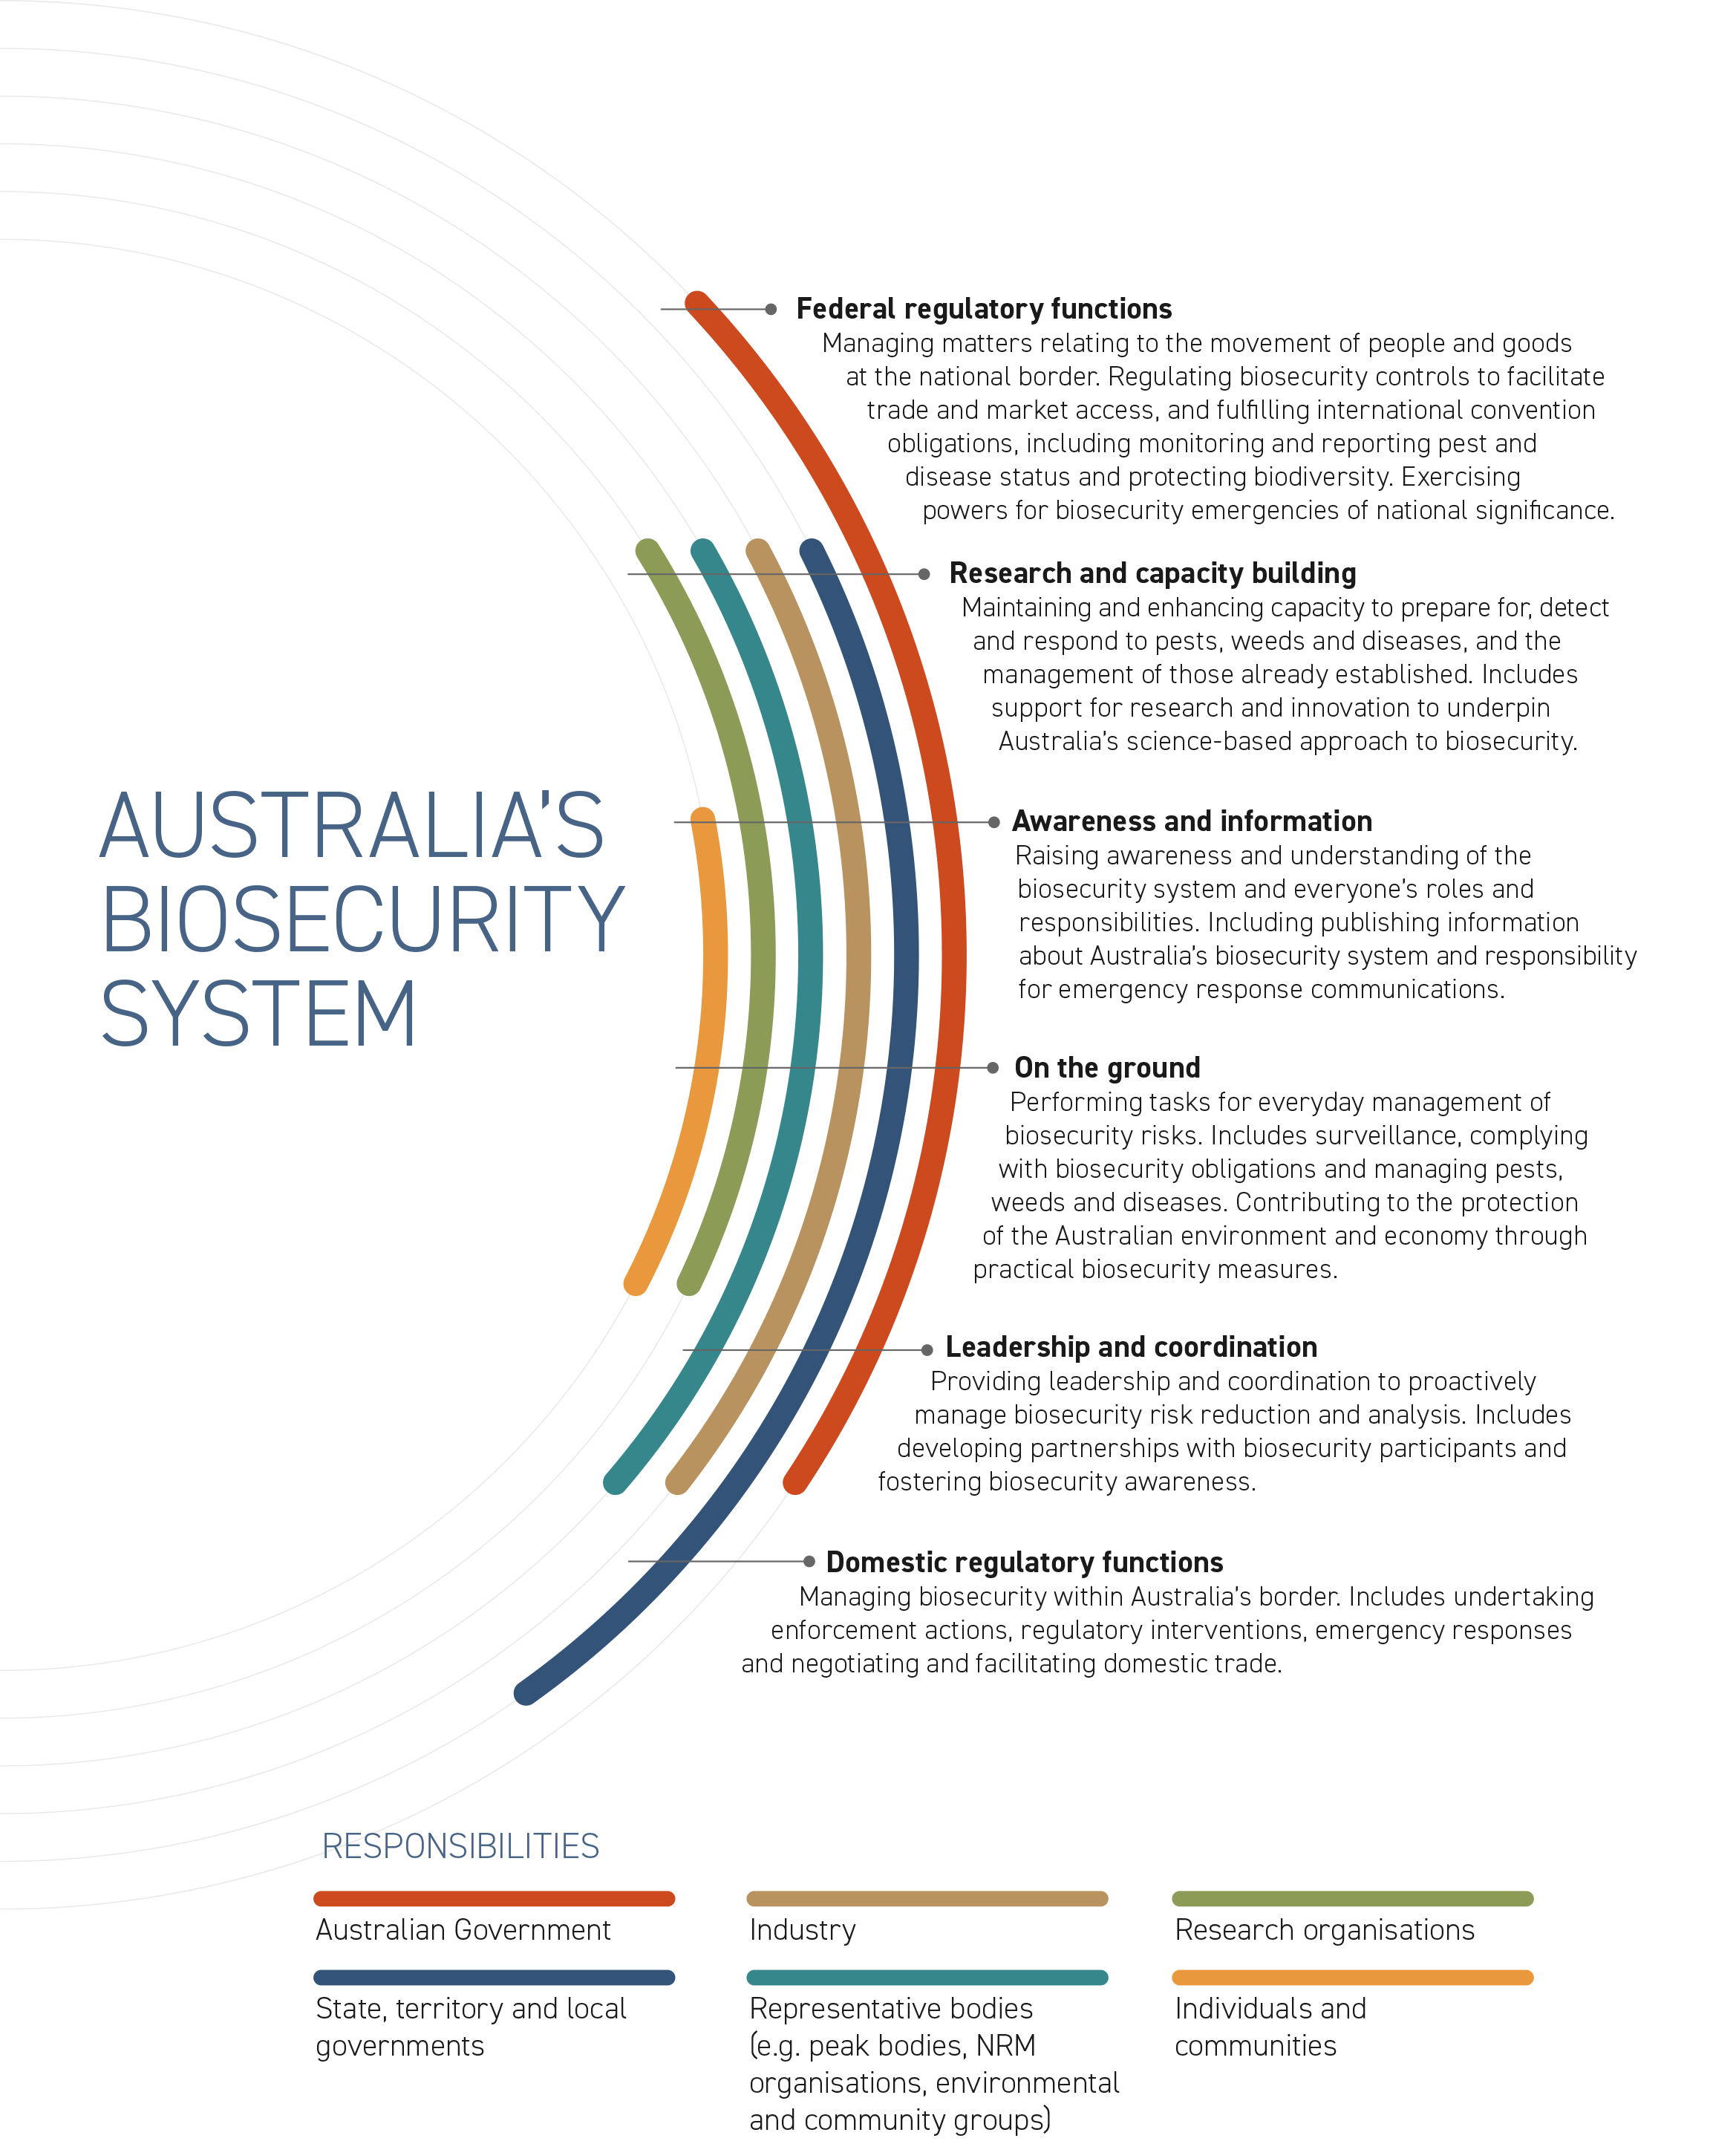 AUSTRALIA’S
BIOSECURITY
SYSTEM
Federal regulatory functions
Managing matters relating to the movement of people and goods
at the national border. Regulating biosecurity controls to facilitate
trade and market access, and fulfilling international convention
obligations, including monitoring and reporting pest and
disease status and protecting biodiversity. Exercising
powers for biosecurity emergencies of national significance.
Research and capacity building
Maintaining and enhancing capacity to prepare for, detect
and respond to pests, weeds and diseases, and the
management of those already established. Includes
support for research and innovation to underpin
Australia’s science-based approach to biosecurity.
Awareness and information
Raising awareness and understanding of the
biosecurity system and everyone’s roles and
responsibilities. Including publishing information
about Australia’s biosecurity system and responsibility
for emergency response communications.
On the ground
Performing tasks for everyday management of
biosecurity risks. Includes surveillance, complying
with biosecurity obligations and managing pests,
weeds and diseases. Contributing to the protection
of the Australian environment and economy through
practical biosecurity measures.
Leadership and coordination
Providing leadership and coordination to proactively
manage biosecurity risk reduction and analysis. Includes
developing partnerships with biosecurity participants and
fostering biosecurity awareness.
Domestic regulatory functions
Managing biosecurity within Australia’s border. Includes undertaking
enforcement actions, regulatory interventions, emergency responses
and negotiating and facilitating domestic trade.
RESPONSIBILITIES
Australian Government
Industry
Research organisations
State, territory and local
governments
Representative bodies
(e.g. peak bodies, NRM
organisations, environmental
and community groups)
Individuals and
communities